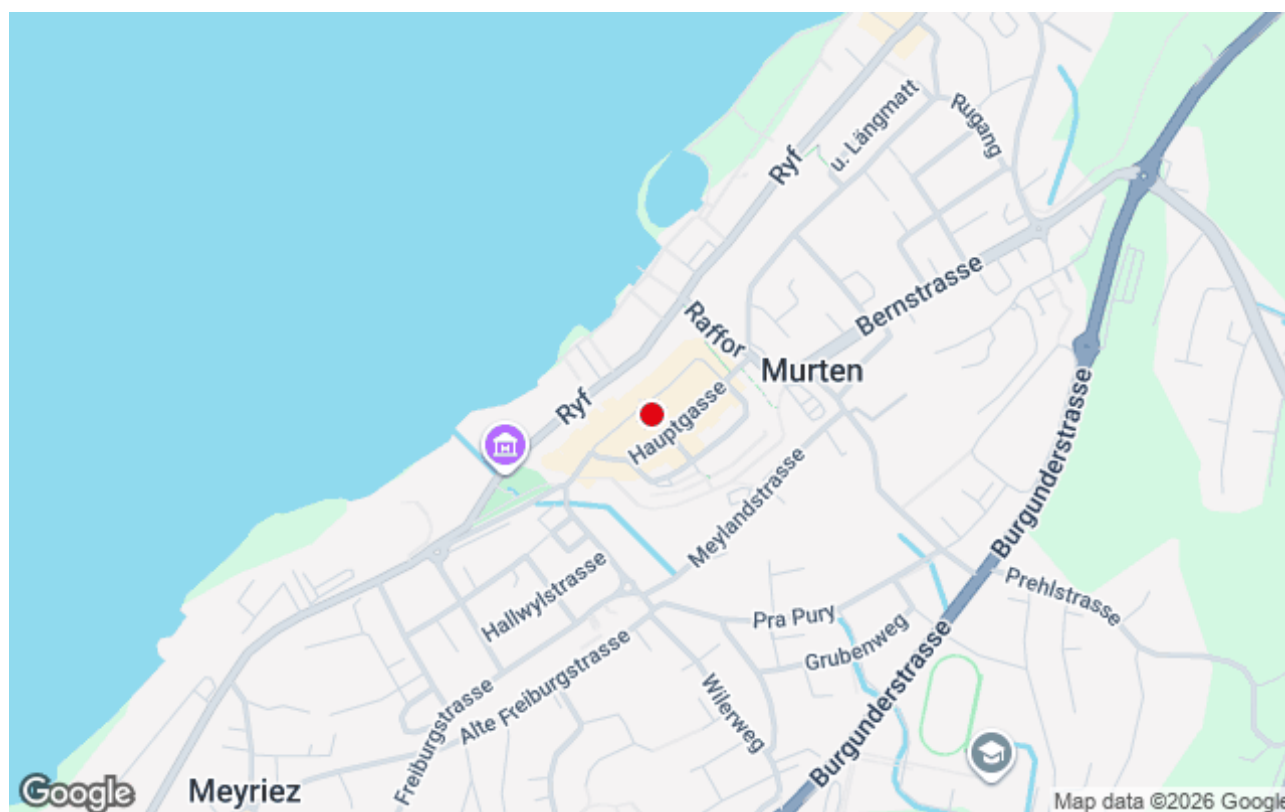 Rugang
u. Längmatt
Ryf
Bernstrasse
Raffor
Murten
Ryf
Hauptgasse
Burgunderstrasse
Meylandstrasse
Prehlstrasse
Hallwylstrasse
Pra Pury
Grubenweg
Freiburgstrasse
Alte Freiburgstrasse
Wilerweg
Burgunderstrasse
Meyriez
Google
Map data ©2026 Google